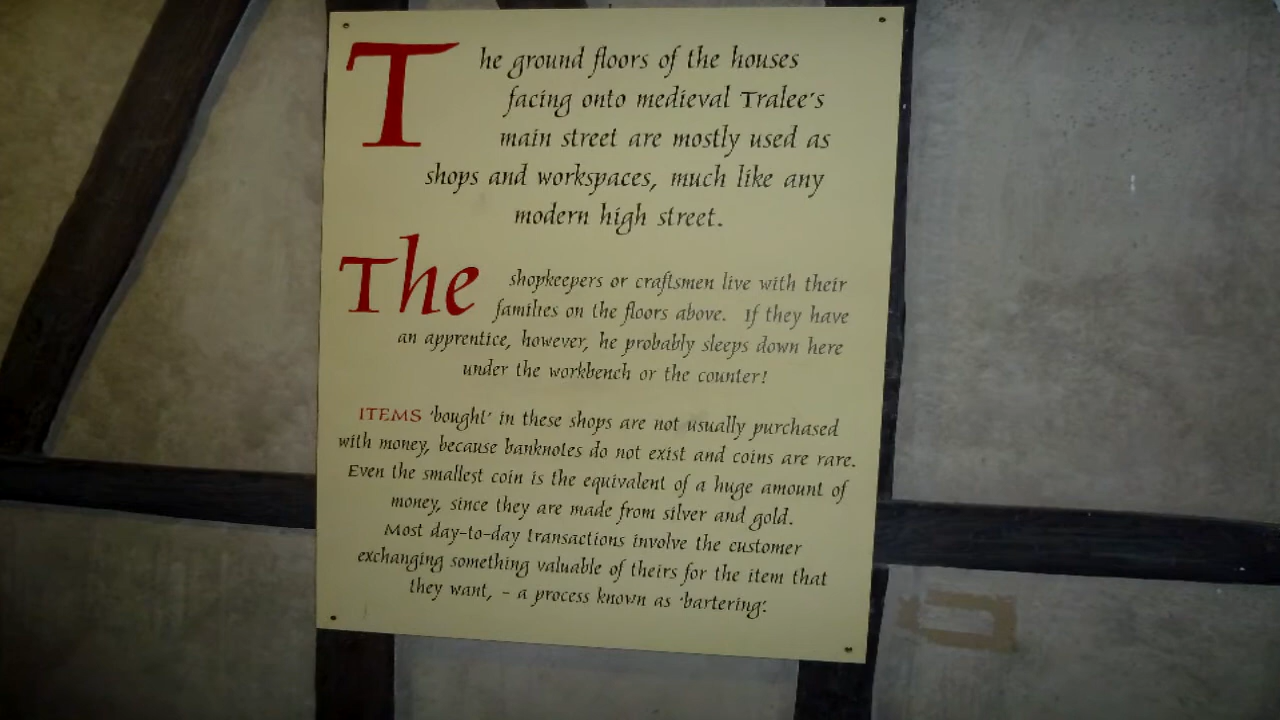 The ground floors of the houses
facing onto medieval Tralee's
main street are mostly used as
shops and workspaces, much like any
modern high street.
The shopkeepers or craftsmen live with their
families on the floors above. If they have
an apprentice, however, he probably sleeps down here
under the workbench or the counter!
ITEMS 'bought' in these shops are not usually purchased
with money, because banknotes do not exist and coins are rare.
Even the smallest coin is the equivalent of a huge amount of
money, since they are made from silver and gold.
Most day-to-day transactions involve the customer
exchanging something valuable of theirs for the item that
they want, - a process known as 'bartering'.